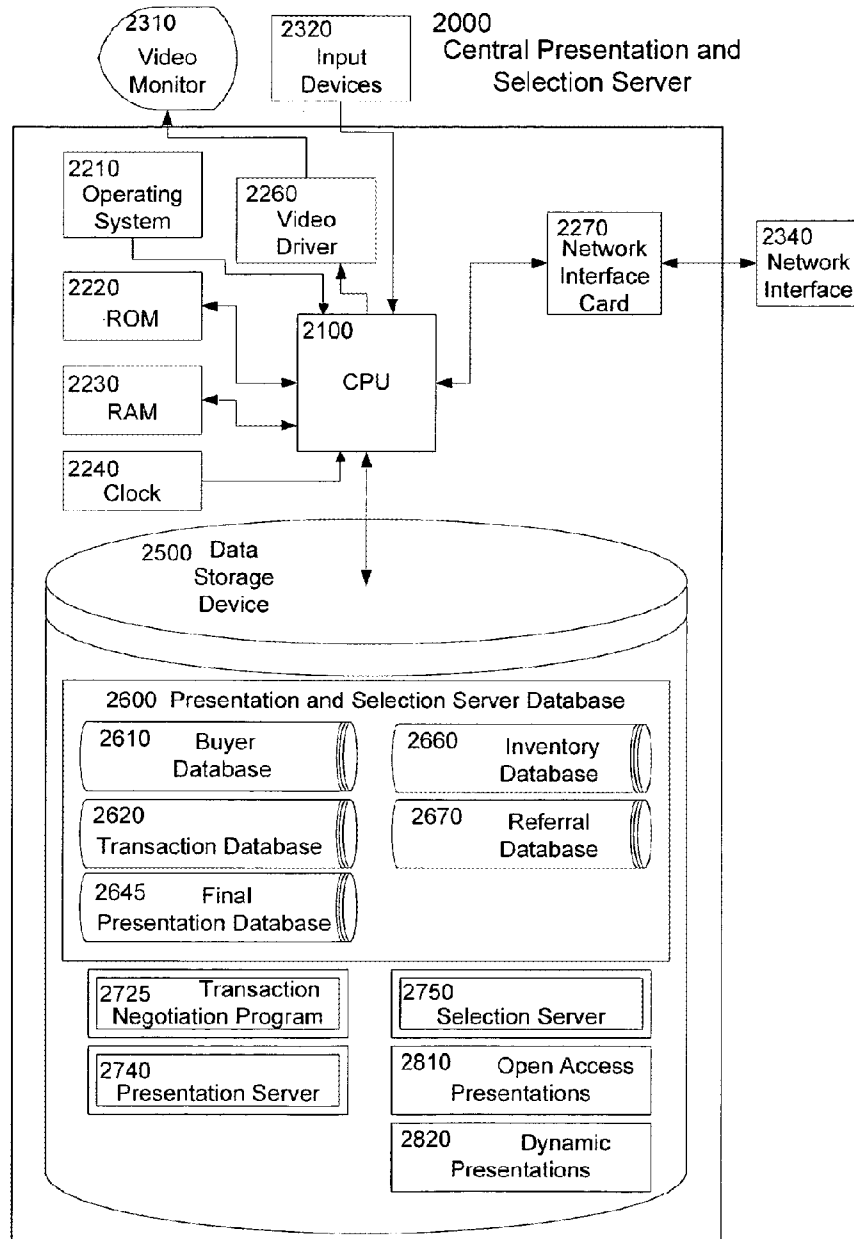 2310
Video
Monitor
2320
Input
Devices
2000
Central Presentation and
Selection Server
2210
Operating
System
2260
Video
Driver
2270
Network
Interface
Card
2340
Network
Interface
2220
ROM
2100
CPU
2230
RAM
2240
Clock
2500 Data
Storage
Device
2600 Presentation and Selection Server Database
2610 Buyer
Database
2660 Inventory
Database
2620
Transaction Database
2670 Referral
Database
2645 Final
Presentation Database
2725 Transaction
Negotiation Program
2750
Selection Server
2740
Presentation Server
2810 Open Access
Presentations
2820 Dynamic
Presentations